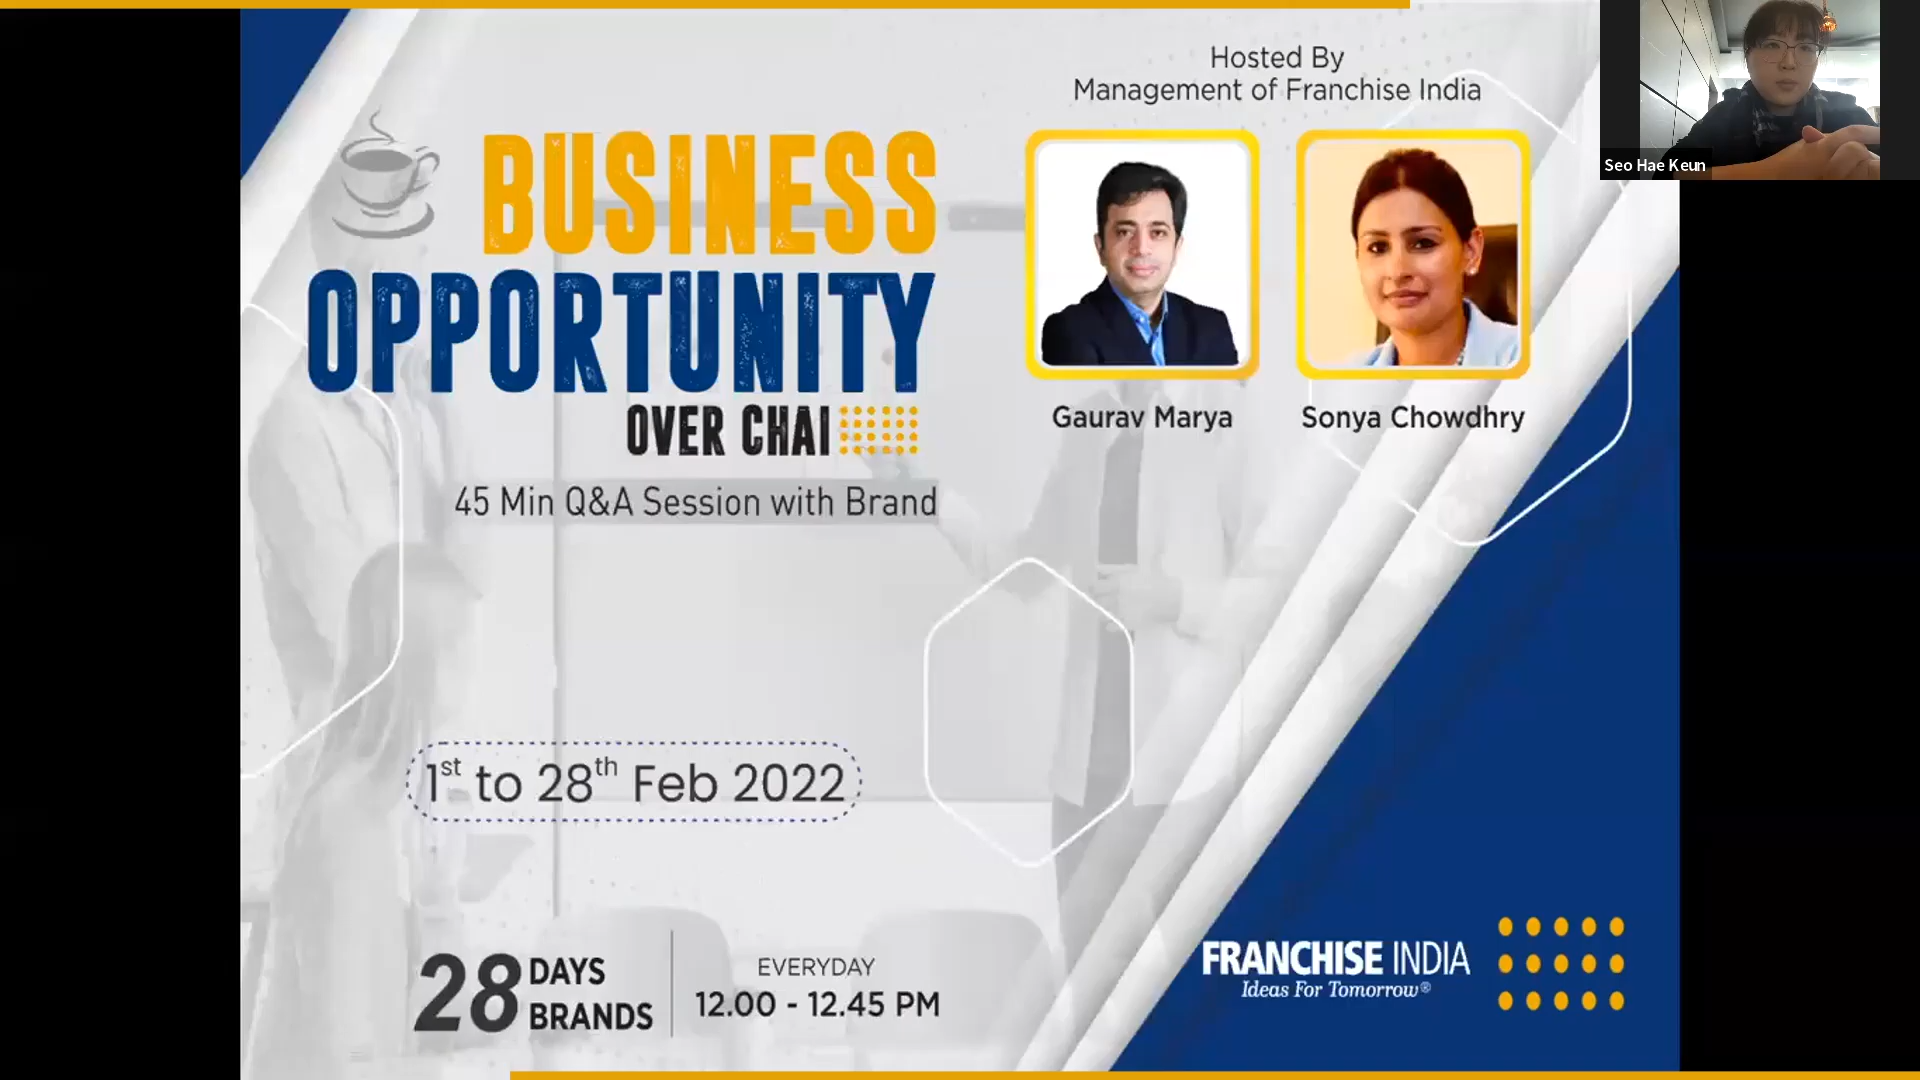 BUSINESS
OPPORTUNITY
OVER CHAI
45 Min Q&A Session with Brand
Hosted By
Management of Franchise India
Gaurav Marya
Sonya Chowdhry
Seo Hae Keun
1st to 28th Feb 2022
28 DAYS
BRANDS
EVERYDAY
12.00 - 12.45 PM
FRANCHISE INDIA
Ideas For Tomorrow®